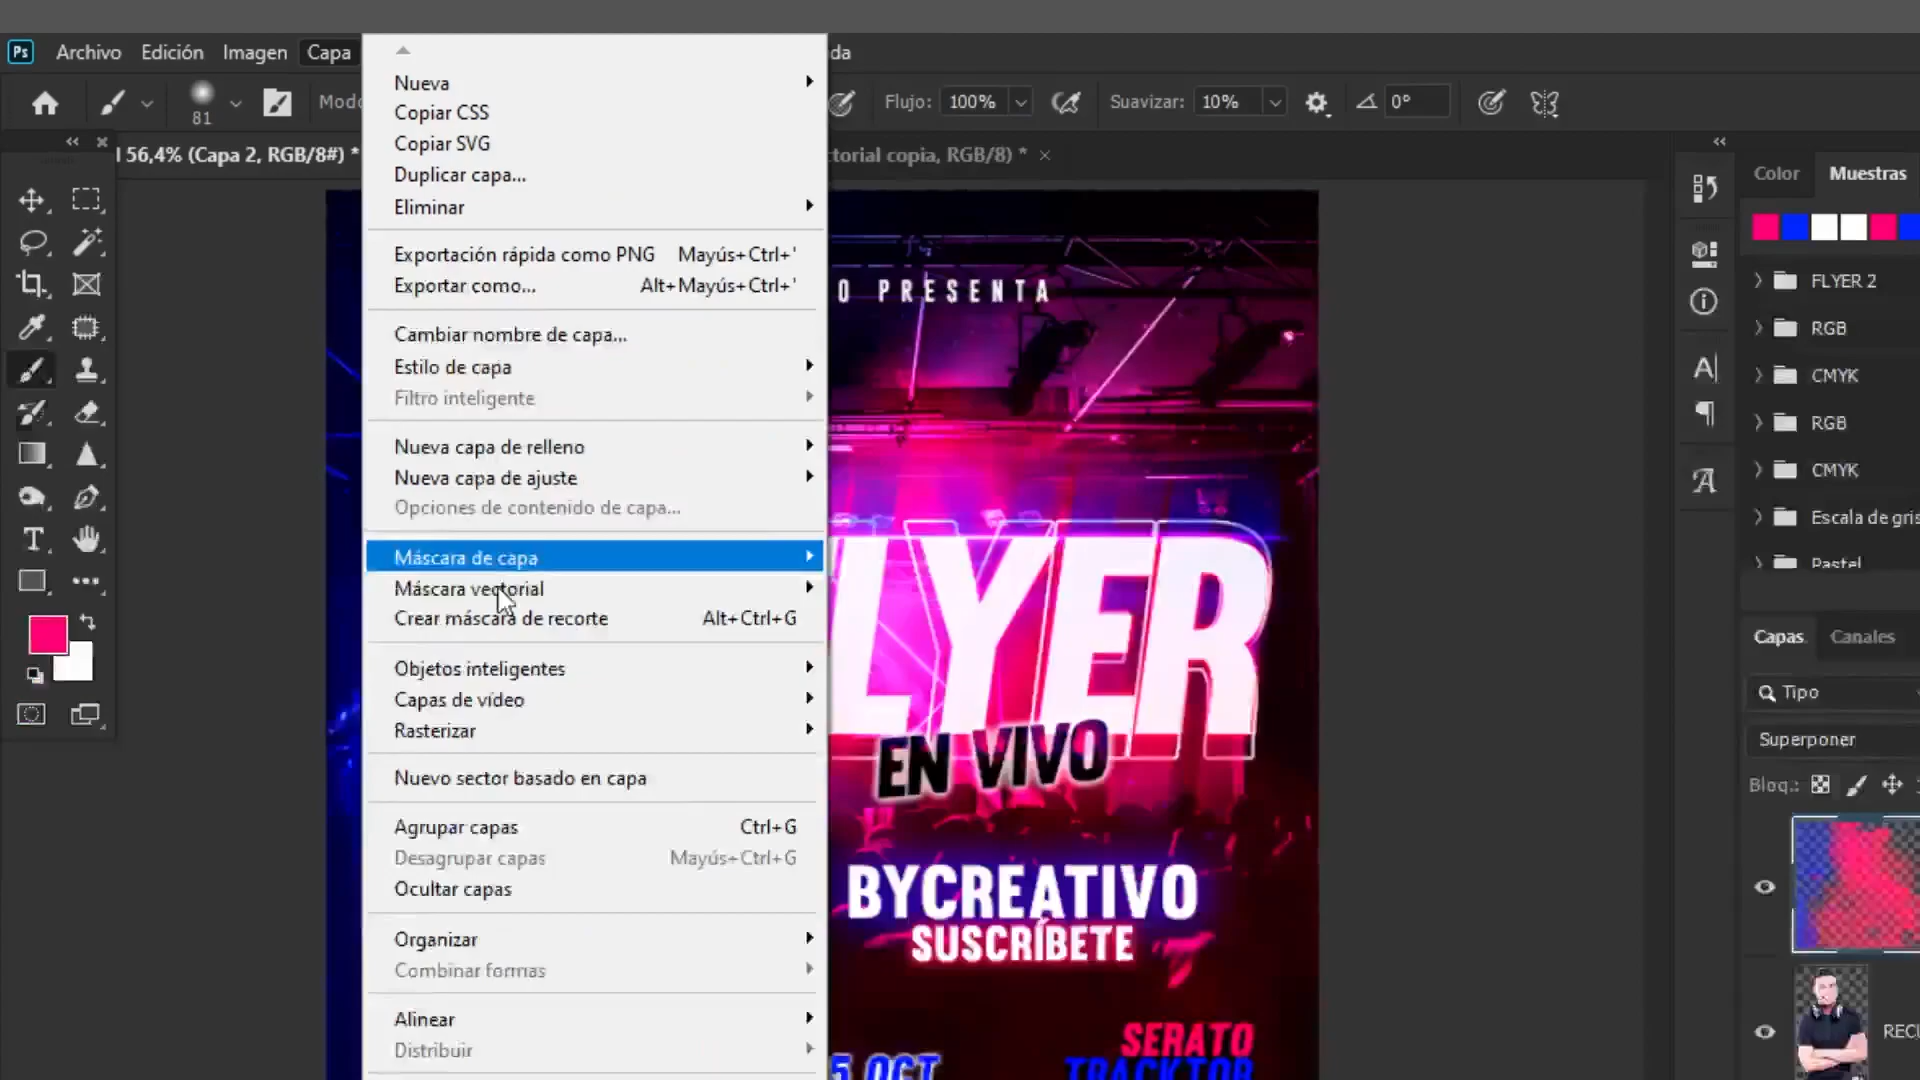 Ps Archivo Edición Imagen Capa da
81 Modo Flujo: 100% Suavizar: 10% 0°
56,4% (Capa 2, RGB/8#) * torial copia, RGB/8) * ×
Nueva
Copiar CSS
Copiar SVG
Duplicar capa...
Eliminar
Exportación rápida como PNG Mayús+Ctrl+'
Exportar como... Alt+Mayús+Ctrl+'
Cambiar nombre de capa...
Estilo de capa
Filtro inteligente
Nueva capa de relleno
Nueva capa de ajuste
Opciones de contenido de capa...
Máscara de capa
Máscara vectorial
Crear máscara de recorte Alt+Ctrl+G
Objetos inteligentes
Capas de vídeo
Rasterizar
Nuevo sector basado en capa
Agrupar capas Ctrl+G
Desagrupar capas Mayús+Ctrl+G
Ocultar capas
Organizar
Combinar formas
Alinear
Distribuir
O PRESENTA
LYER
EN VIVO
BYCREATIVO
SUSCRÍBETE
SERATO
5 OCT TRACKTOR
Color Muestras
FLYER 2
RGB
CMYK
RGB
CMYK
Escala de gris
Pastel
Capas Canales
Tipo
Superponer
Bloq.:
RECU